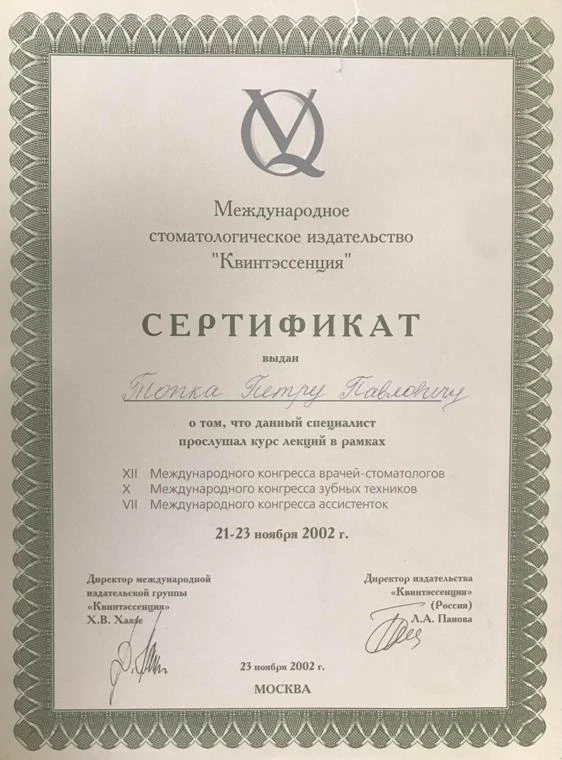 VQ
Международное
стоматологическое издательство
"Квинтэссенция"
СЕРТИФИКАТ
выдан
Топка Петру Павловичу
о том, что данный специалист
прослушал курс лекций в рамках
XII Международного конгресса врачей-стоматологов
X Международного конгресса зубных техников
VII Международного конгресса ассистенток
21-23 ноября 2002 г.
Директор международной
издательской группы
«Квинтэссенция»
Х.В. Хаазе
Директор издательства
«Квинтэссенция»
(Россия)
Л.А. Панова
23 ноября 2002 г.
МОСКВА